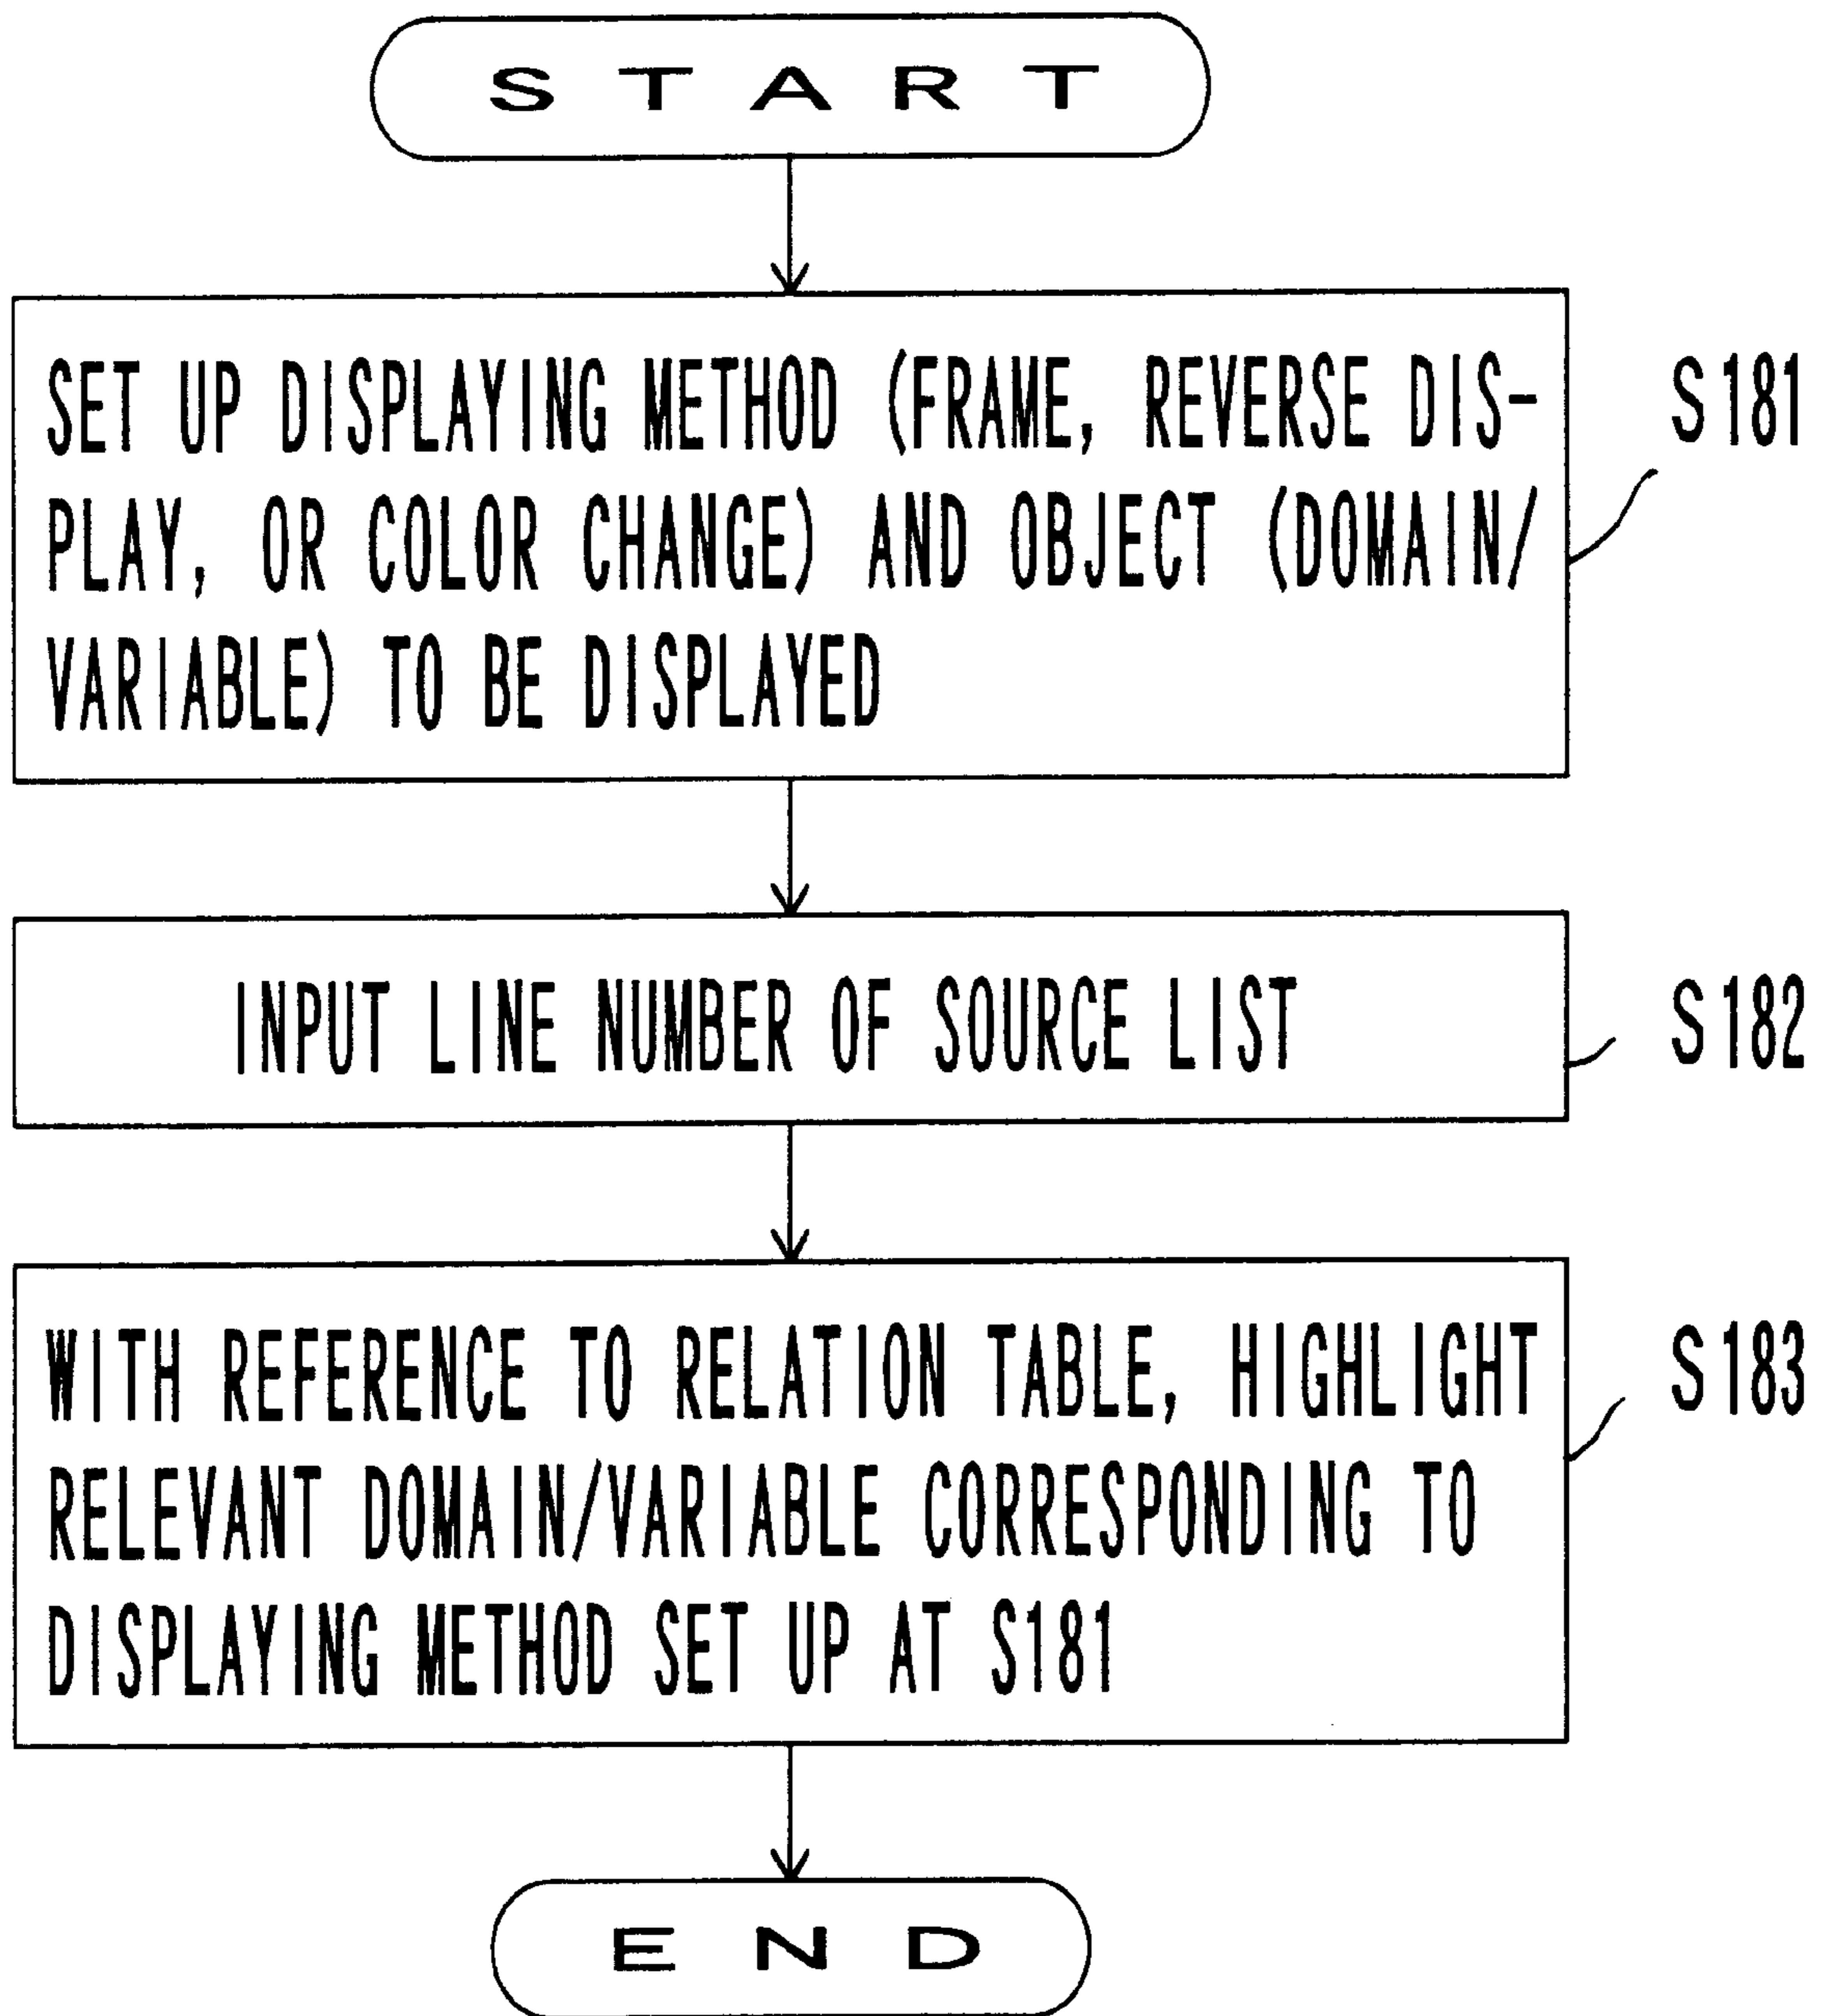 START
SET UP DISPLAYING METHOD (FRAME, REVERSE DIS-
PLAY, OR COLOR CHANGE) AND OBJECT (DOMAIN/
VARIABLE) TO BE DISPLAYED
S181
INPUT LINE NUMBER OF SOURCE LIST
S182
WITH REFERENCE TO RELATION TABLE, HIGHLIGHT
RELEVANT DOMAIN/VARIABLE CORRESPONDING TO
DISPLAYING METHOD SET UP AT S181
S183
END